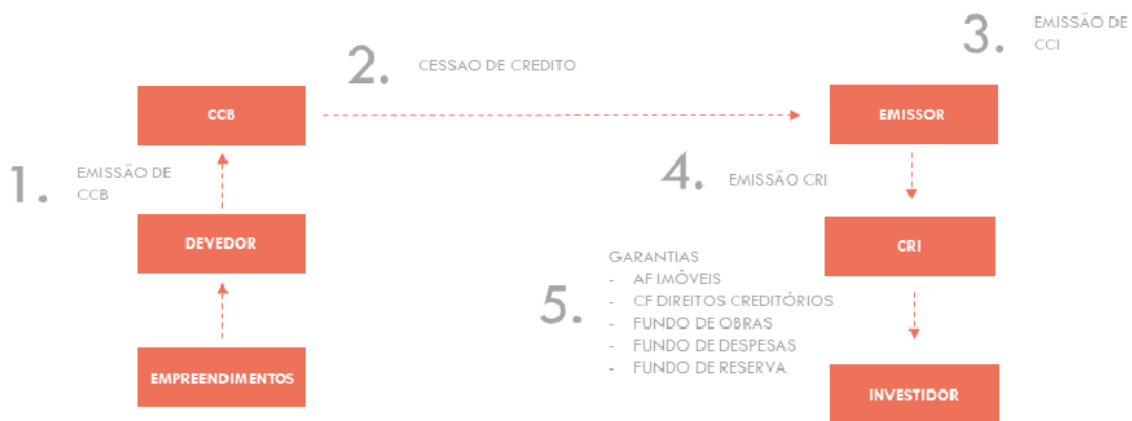 3.
EMISSÃO DE
CCI
2.
CESSAO DE CREDITO
CCB
EMISSOR
1.
EMISSÃO DE
CCB
4.
EMISSÃO CRI
DEVEDOR
CRI
5.
GARANTIAS
- AF IMÓVEIS
- CF DIREITOS CREDITÓRIOS
- FUNDO DE OBRAS
- FUNDO DE DESPESAS
- FUNDO DE RESERVA
EMPREENDIMENTOS
INVESTIDOR